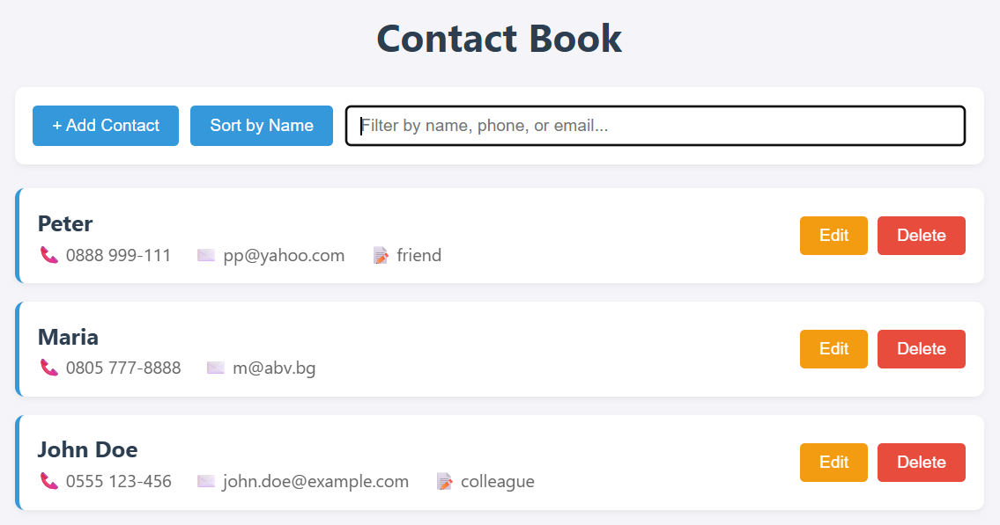 Contact Book
+ Add Contact Sort by Name Filter by name, phone, or email...
Peter
0888 999-111 pp@yahoo.com friend
Edit Delete
Maria
0805 777-8888 m@abv.bg
Edit Delete
John Doe
0555 123-456 john.doe@example.com colleague
Edit Delete